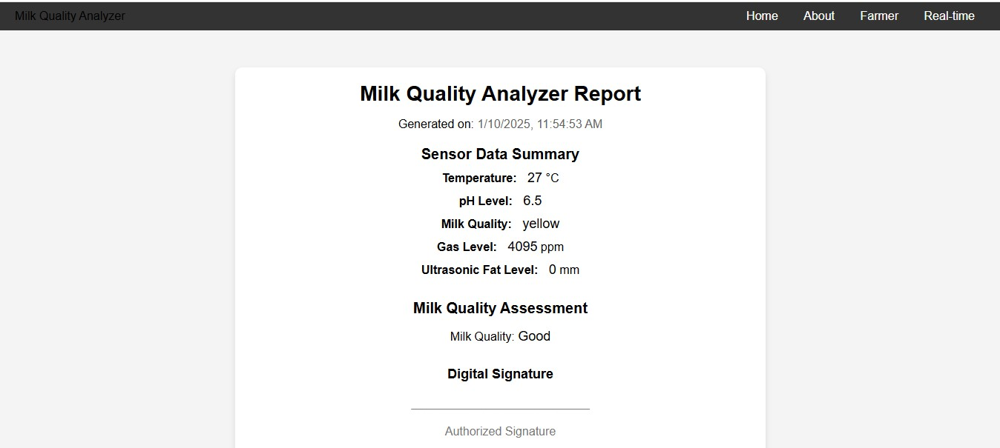 Milk Quality Analyzer Home About Farmer Real-time
Milk Quality Analyzer Report
Generated on: 1/10/2025, 11:54:53 AM
Sensor Data Summary
Temperature: 27 °C
pH Level: 6.5
Milk Quality: yellow
Gas Level: 4095 ppm
Ultrasonic Fat Level: 0 mm
Milk Quality Assessment
Milk Quality: Good
Digital Signature
Authorized Signature